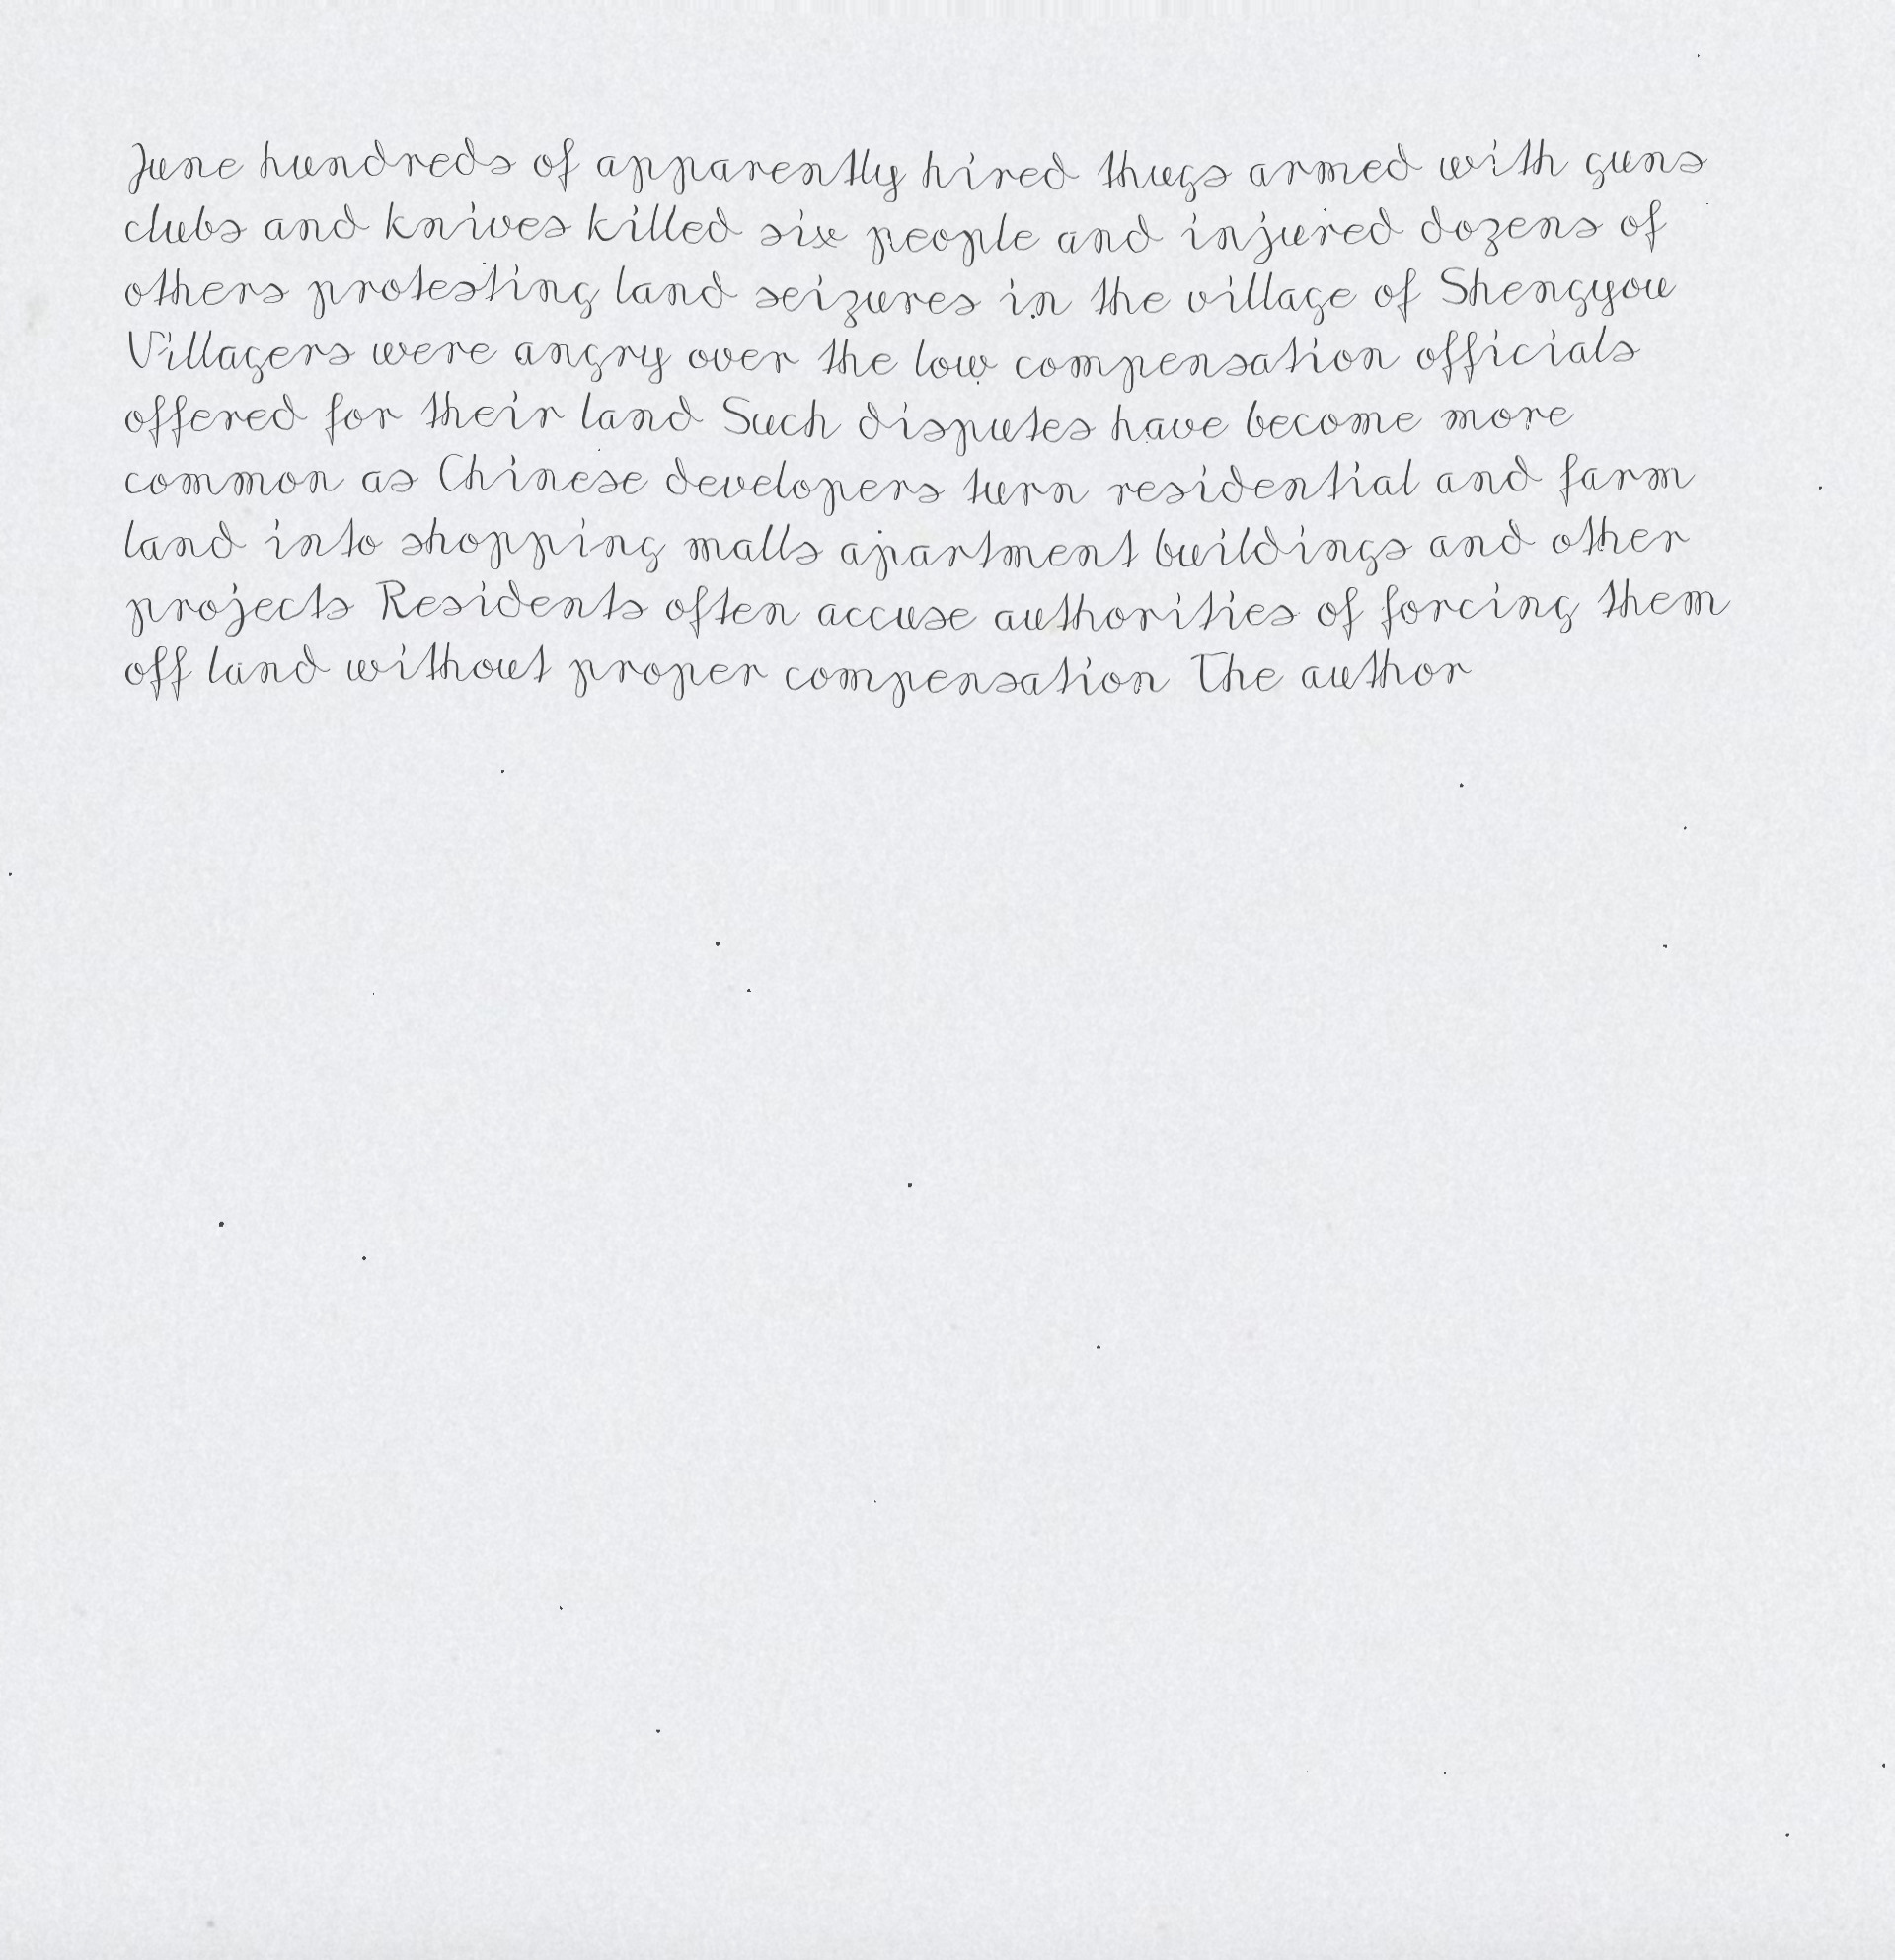 June hundreds of apparently hired thugs armed with guns
clubs and knives killed six people and injured dozens of
others protesting land seizures in the village of Shengyou
Villagers were angry over the low compensation officials
offered for their land Such disputes have become more
common as Chinese developers turn residential and farm
land into shopping malls apartment buildings and other
projects Residents often accuse authorities of forcing them
off land without proper compensation The author